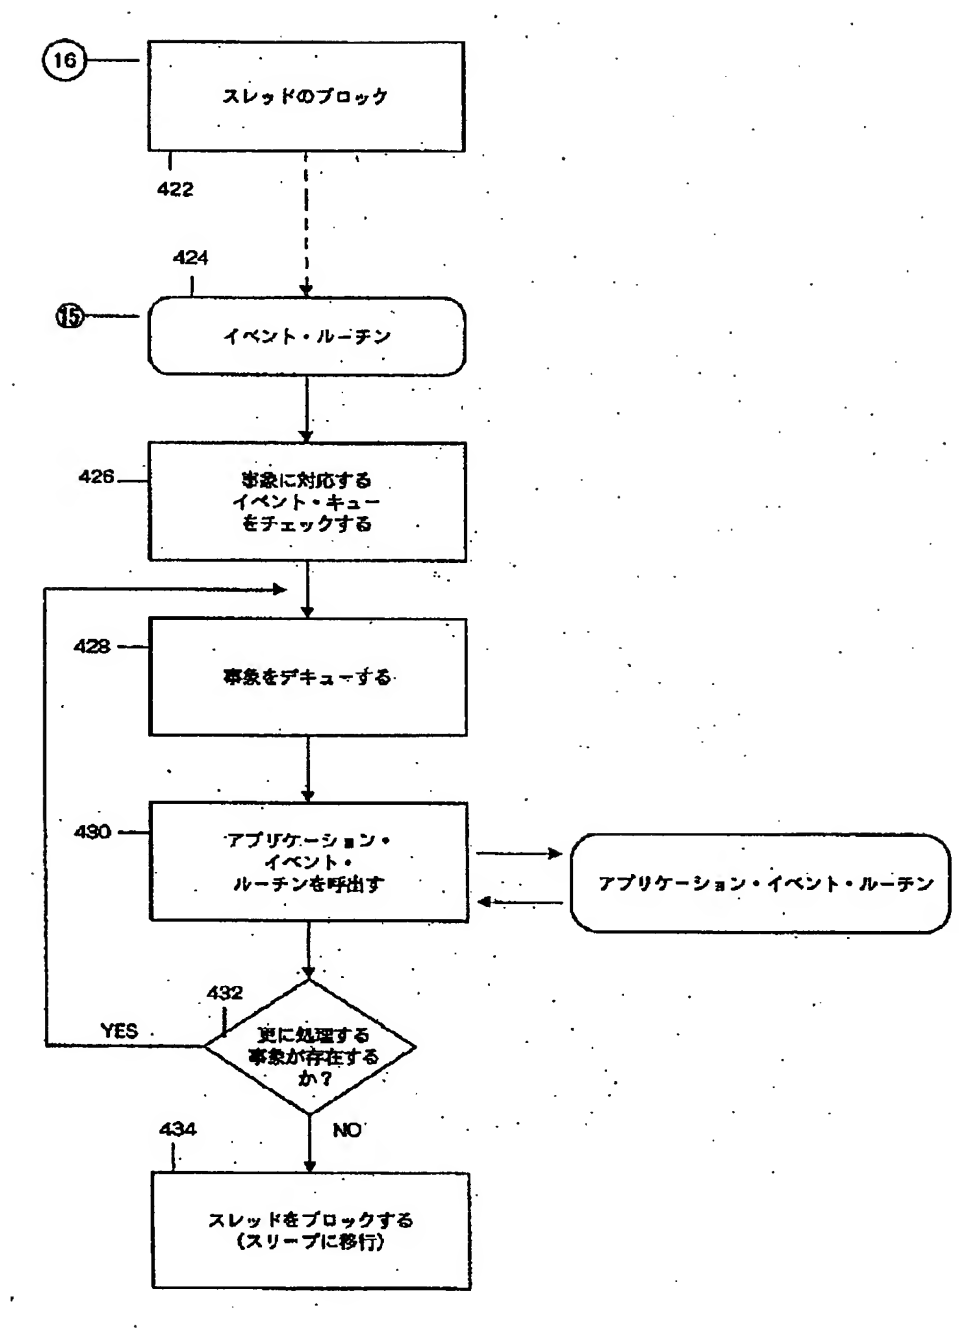 16
スレッドのブロック
422
424
15
イベント・ルーチン
426
事象に対応する
イベント・キュー
をチェックする
428
事象をデキューする
430
アプリケーション・
イベント・
ルーチンを呼出す
アプリケーション・イベント・ルーチン
432
YES
更に処理する
事象が存在する
か?
NO
434
スレッドをブロックする
(スリープに移行)